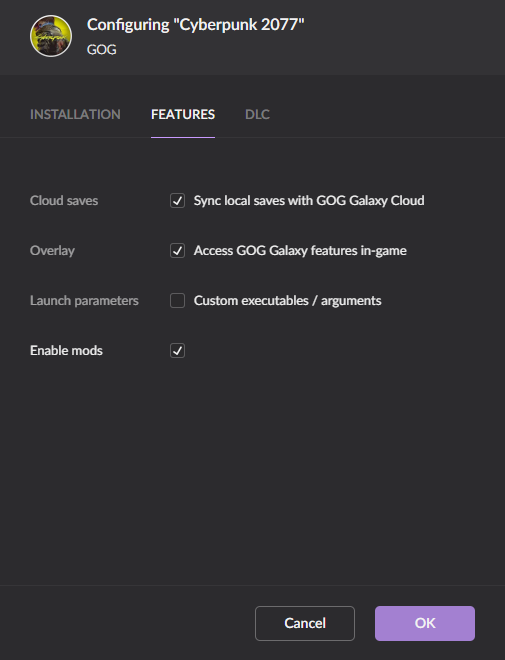 Configuring "Cyberpunk 2077"
GOG
INSTALLATION FEATURES DLC
Cloud saves Sync local saves with GOG Galaxy Cloud
Overlay Access GOG Galaxy features in-game
Launch parameters Custom executables / arguments
Enable mods
Cancel OK